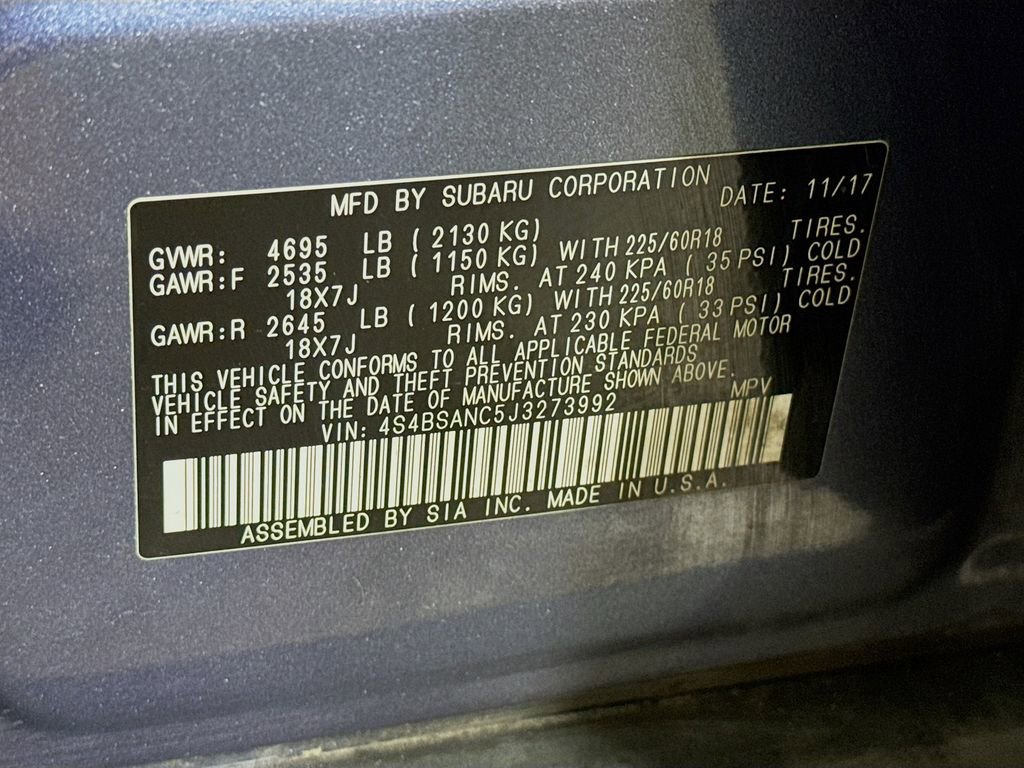 MFD BY SUBARU CORPORATION DATE: 11/17
GVWR: 4695 LB ( 2130 KG) TIRES.
GAWR:F 2535 LB ( 1150 KG) WITH 225/60R18
18X7J RIMS. AT 240 KPA ( 35 PSI) COLD
GAWR:R 2645 LB ( 1200 KG) WITH 225/60R18 TIRES.
18X7J RIMS. AT 230 KPA ( 33 PSI) COLD
THIS VEHICLE CONFORMS TO ALL APPLICABLE FEDERAL MOTOR
VEHICLE SAFETY AND THEFT PREVENTION STANDARDS
IN EFFECT ON THE DATE OF MANUFACTURE SHOWN ABOVE.
VIN: 4S4BSANC5J3273992 MPV
ASSEMBLED BY SIA INC. MADE IN U.S.A.